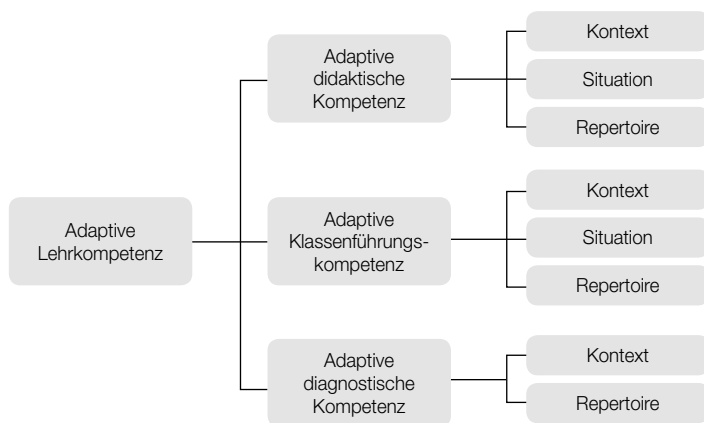 Adaptive
Lehrkompetenz
Adaptive
didaktische
Kompetenz
Kontext
Situation
Repertoire
Adaptive
Klassenführungs-
kompetenz
Kontext
Situation
Repertoire
Adaptive
diagnostische
Kompetenz
Kontext
Repertoire